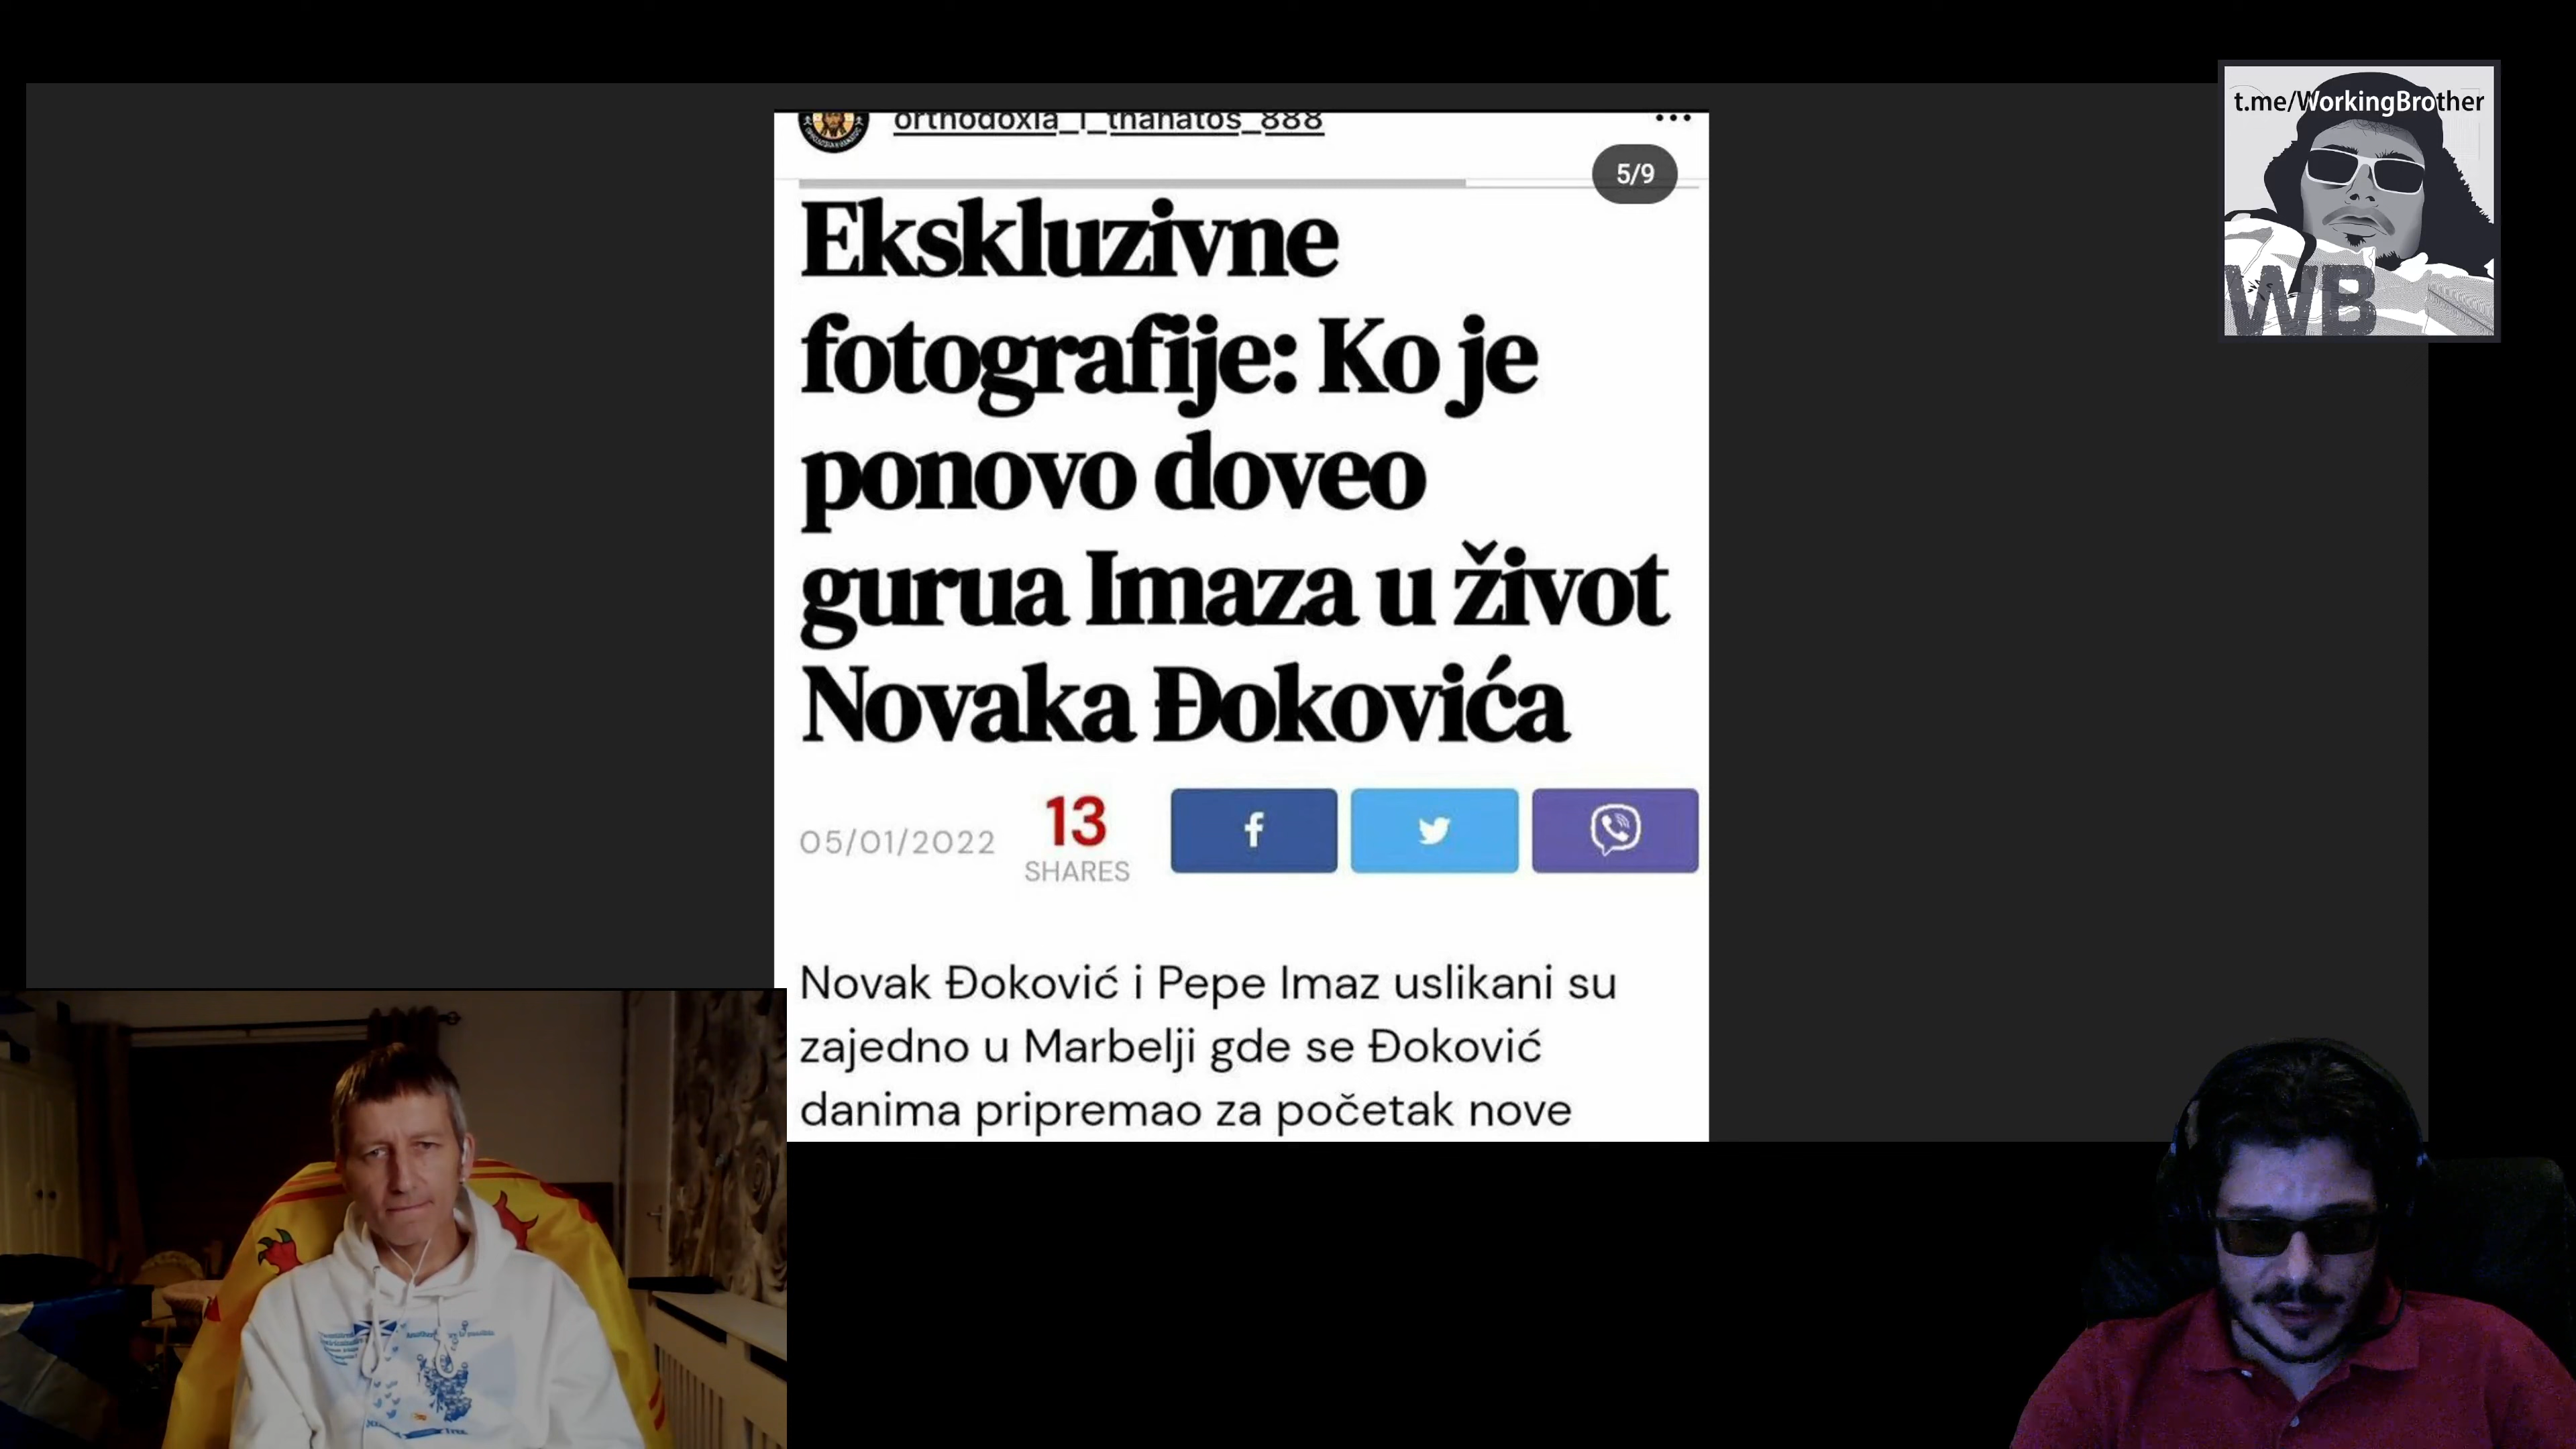 orthodoxia_i_thanatos_888
5/9
Ekskluzivne
fotografije: Ko je
ponovo doveo
gurua Imaza u život
Novaka Đokovića
05/01/2022
13
SHARES
Novak Đoković i Pepe Imaz uslikani su
zajedno u Marbelji gde se Đoković
danima pripremao za početak nove
t.me/WorkingBrother
WB